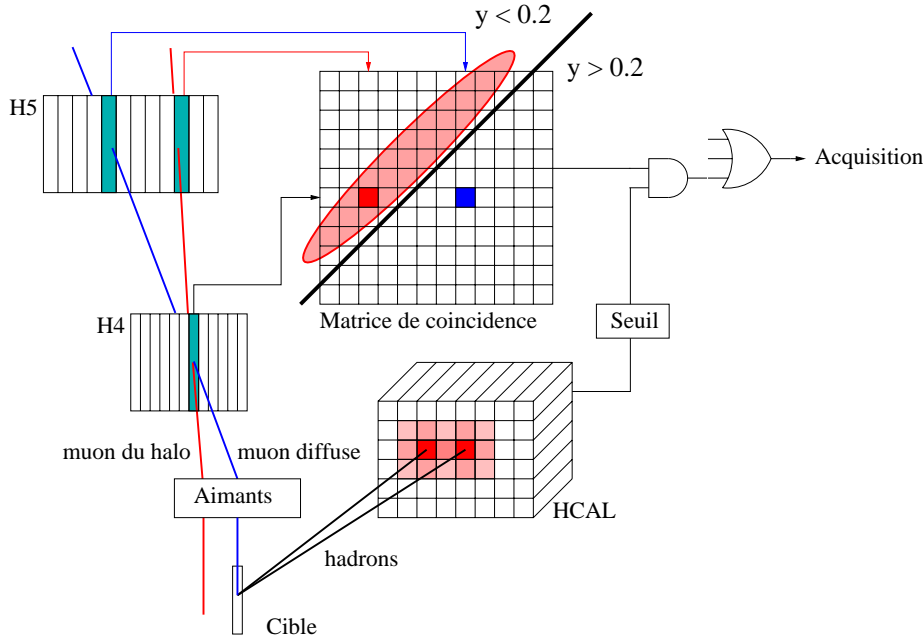 y < 0.2
y > 0.2
H5
Acquisition
H4
Matrice de coincidence
Seuil
muon du halo
muon diffuse
Aimants
HCAL
hadrons
Cible